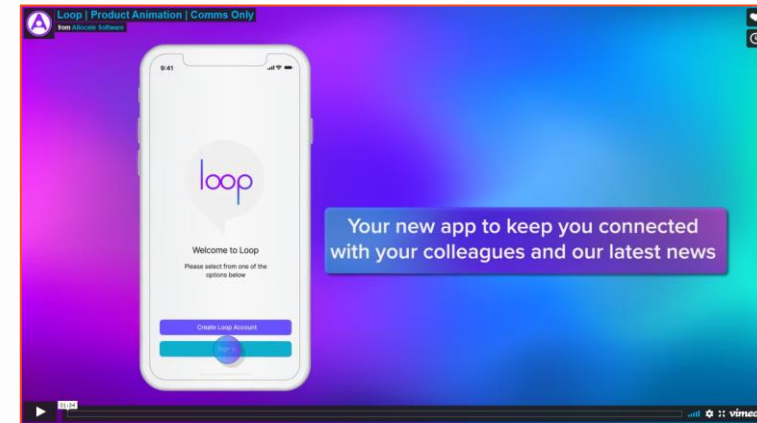 Loop | Product Animation | Comms Only
from Allocate Software
9:41
loop
Welcome to Loop
Please select from one of the
options below
Create Loop Account
Sign In
Your new app to keep you connected
with your colleagues and our latest news
01:34
vimeo